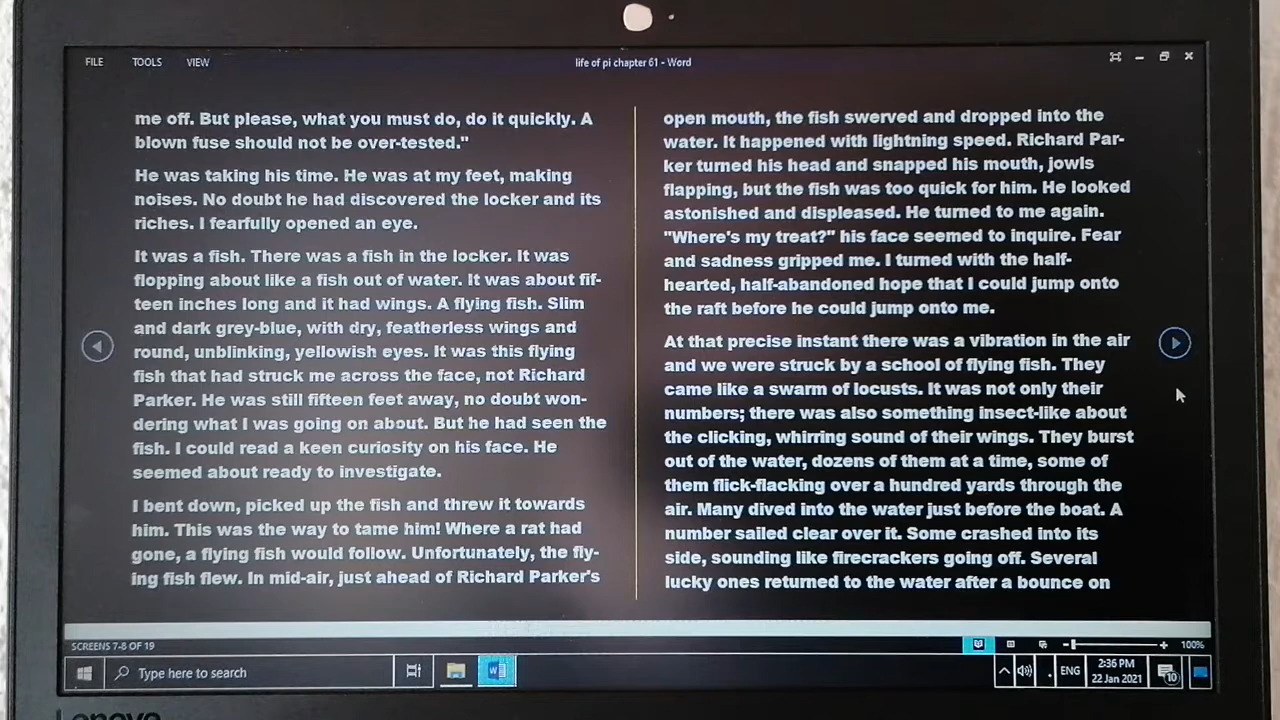 FILE TOOLS VIEW life of pi chapter 61 - Word
me off. But please, what you must do, do it quickly. A
blown fuse should not be over-tested."
He was taking his time. He was at my feet, making
noises. No doubt he had discovered the locker and its
riches. I fearfully opened an eye.
It was a fish. There was a fish in the locker. It was
flopping about like a fish out of water. It was about fif-
teen inches long and it had wings. A flying fish. Slim
and dark grey-blue, with dry, featherless wings and
round, unblinking, yellowish eyes. It was this flying
fish that had struck me across the face, not Richard
Parker. He was still fifteen feet away, no doubt won-
dering what I was going on about. But he had seen the
fish. I could read a keen curiosity on his face. He
seemed about ready to investigate.
I bent down, picked up the fish and threw it towards
him. This was the way to tame him! Where a rat had
gone, a flying fish would follow. Unfortunately, the fly-
ing fish flew. In mid-air, just ahead of Richard Parker's
open mouth, the fish swerved and dropped into the
water. It happened with lightning speed. Richard Par-
ker turned his head and snapped his mouth, jowls
flapping, but the fish was too quick for him. He looked
astonished and displeased. He turned to me again.
"Where's my treat?" his face seemed to inquire. Fear
and sadness gripped me. I turned with the half-
hearted, half-abandoned hope that I could jump onto
the raft before he could jump onto me.
At that precise instant there was a vibration in the air
and we were struck by a school of flying fish. They
came like a swarm of locusts. It was not only their
numbers; there was also something insect-like about
the clicking, whirring sound of their wings. They burst
out of the water, dozens of them at a time, some of
them flick-flacking over a hundred yards through the
air. Many dived into the water just before the boat. A
number sailed clear over it. Some crashed into its
side, sounding like firecrackers going off. Several
lucky ones returned to the water after a bounce on
SCREENS 7-8 OF 19 100%
Type here to search
ENG
2:36 PM
22 Jan 2021
10
Lenovo